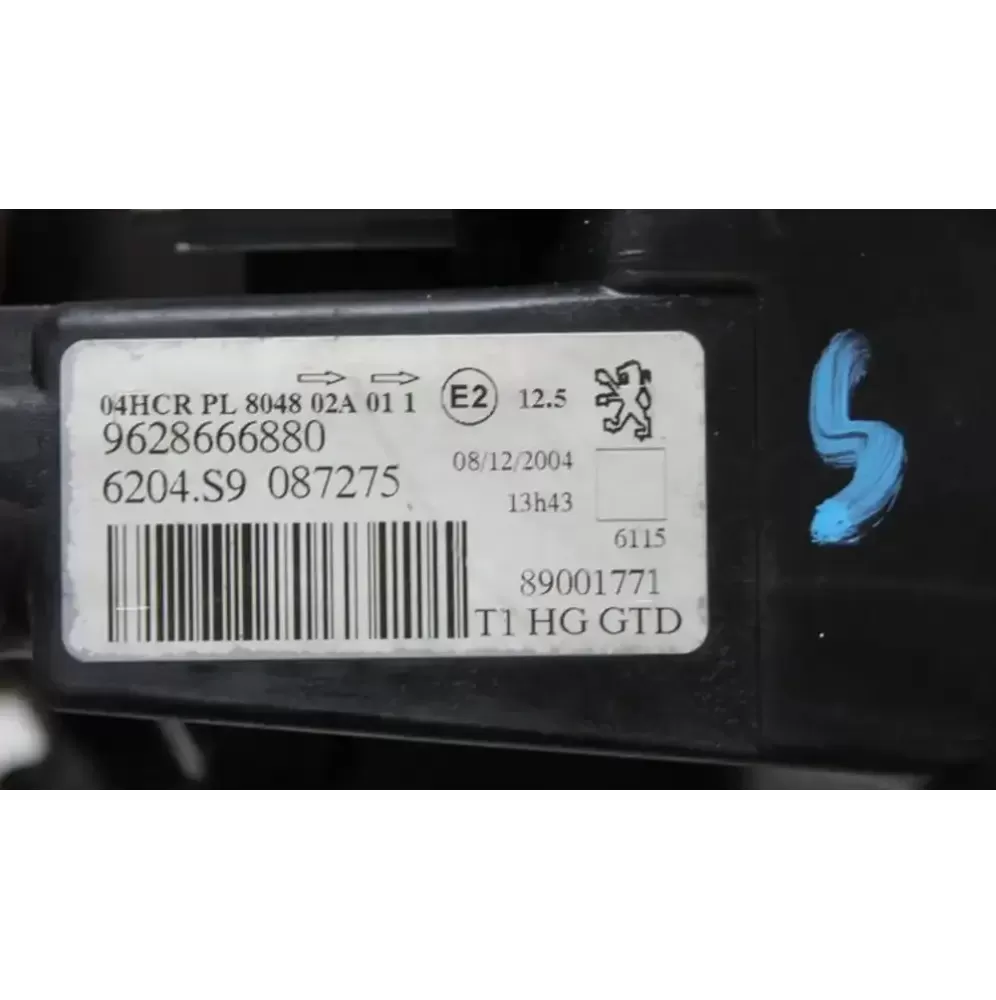 04HCR PL 8048 02A 01 1 E2 12.5
9628666880
08/12/2004
6204.S9 087275
13h43
6115
89001771
T1 HG GTD
5